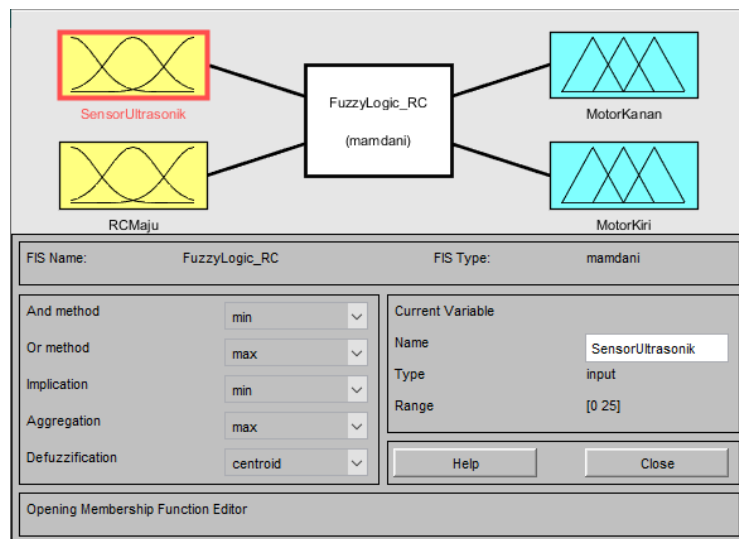 SensorUltrasonik
FuzzyLogic_RC
(mamdani)
MotorKanan
RCMaju
MotorKiri
FIS Name: FuzzyLogic_RC FIS Type: mamdani
And method min
Or method max
Implication min
Aggregation max
Defuzzification centroid
Current Variable
Name SensorUltrasonik
Type input
Range [0 25]
Help Close
Opening Membership Function Editor